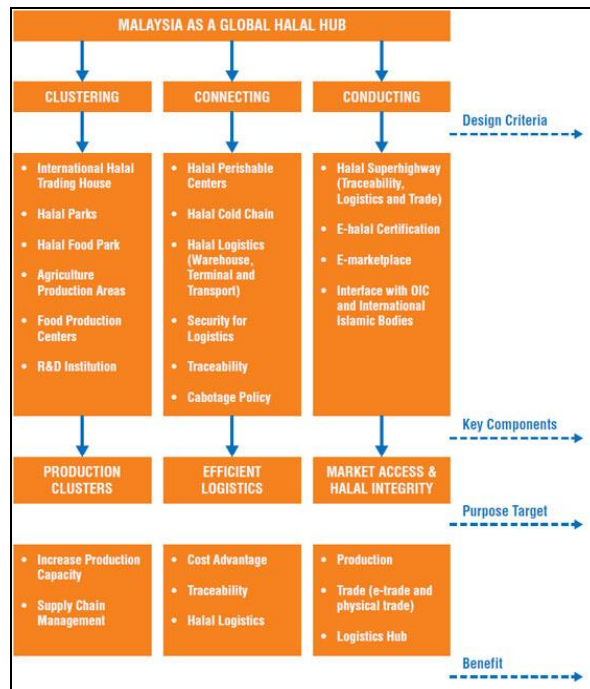 MALAYSIA AS A GLOBAL HALAL HUB
CLUSTERING
CONNECTING
CONDUCTING
Design Criteria
• International Halal
Trading House
• Halal Parks
• Halal Food Park
• Agriculture
Production Areas
• Food Production
Centers
• R&D Institution
• Halal Perishable
Centers
• Halal Cold Chain
• Halal Logistics
(Warehouse,
Terminal and
Transport)
• Security for
Logistics
• Traceability
• Cabotage Policy
• Halal Superhighway
(Traceability,
Logistics and Trade)
• E-halal Certification
• E-marketplace
• Interface with OIC
and International
Islamic Bodies
Key Components
PRODUCTION
CLUSTERS
EFFICIENT
LOGISTICS
MARKET ACCESS &
HALAL INTEGRITY
Purpose Target
• Increase Production
Capacity
• Supply Chain
Management
• Cost Advantage
• Traceability
• Halal Logistics
• Production
• Trade (e-trade and
physical trade)
• Logistics Hub
Benefit